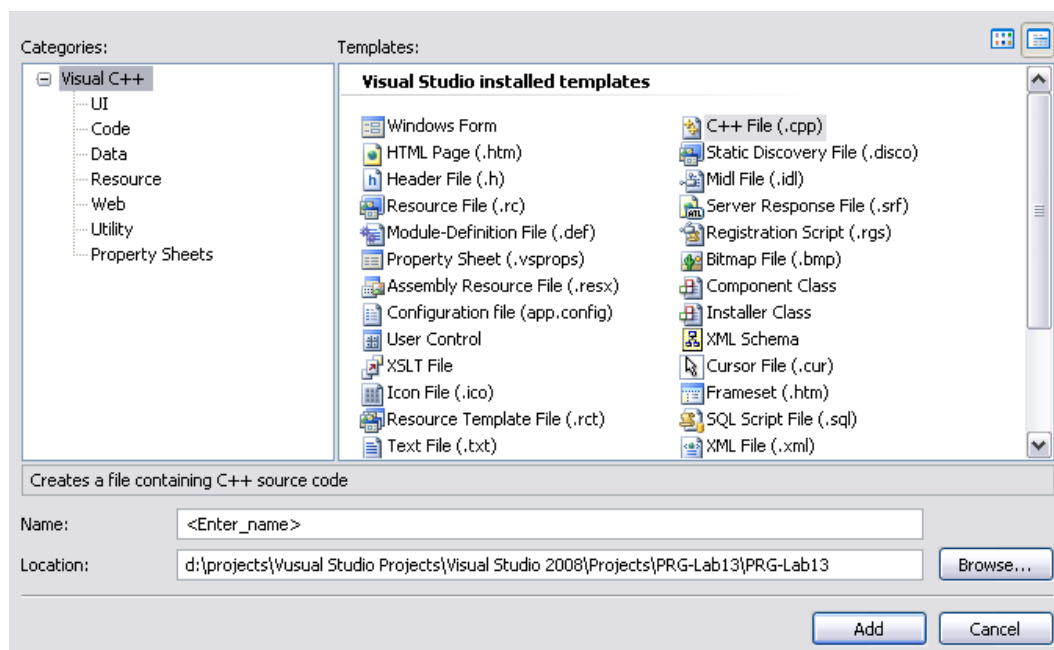 Categories:
Templates:
Visual C++
UI
Code
Data
Resource
Web
Utility
Property Sheets
Visual Studio installed templates
Windows Form
C++ File (.cpp)
HTML Page (.htm)
Static Discovery File (.disco)
Header File (.h)
Midl File (.idl)
Resource File (.rc)
Server Response File (.srf)
Module-Definition File (.def)
Registration Script (.rgs)
Property Sheet (.vsprops)
Bitmap File (.bmp)
Assembly Resource File (.resx)
Component Class
Configuration file (app.config)
Installer Class
User Control
XML Schema
XSLT File
Cursor File (.cur)
Icon File (.ico)
Frameset (.htm)
Resource Template File (.rct)
SQL Script File (.sql)
Text File (.txt)
XML File (.xml)
Creates a file containing C++ source code
Name:
<Enter_name>
Location:
d:\projects\Vusual Studio Projects\Visual Studio 2008\Projects\PRG-Lab13\PRG-Lab13
Browse...
Add
Cancel